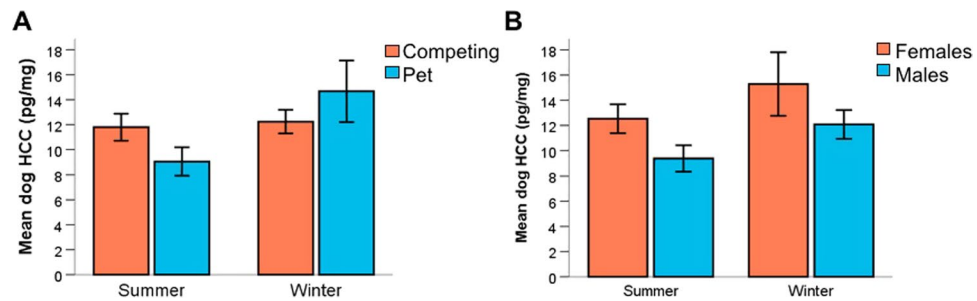 A
Mean dog HCC (pg/mg)
18
16
14
12
10
8
6
4
2
0
Summer
Winter
Competing
Pet
B
Mean dog HCC (pg/mg)
18
16
14
12
10
8
6
4
2
0
Summer
Winter
Females
Males